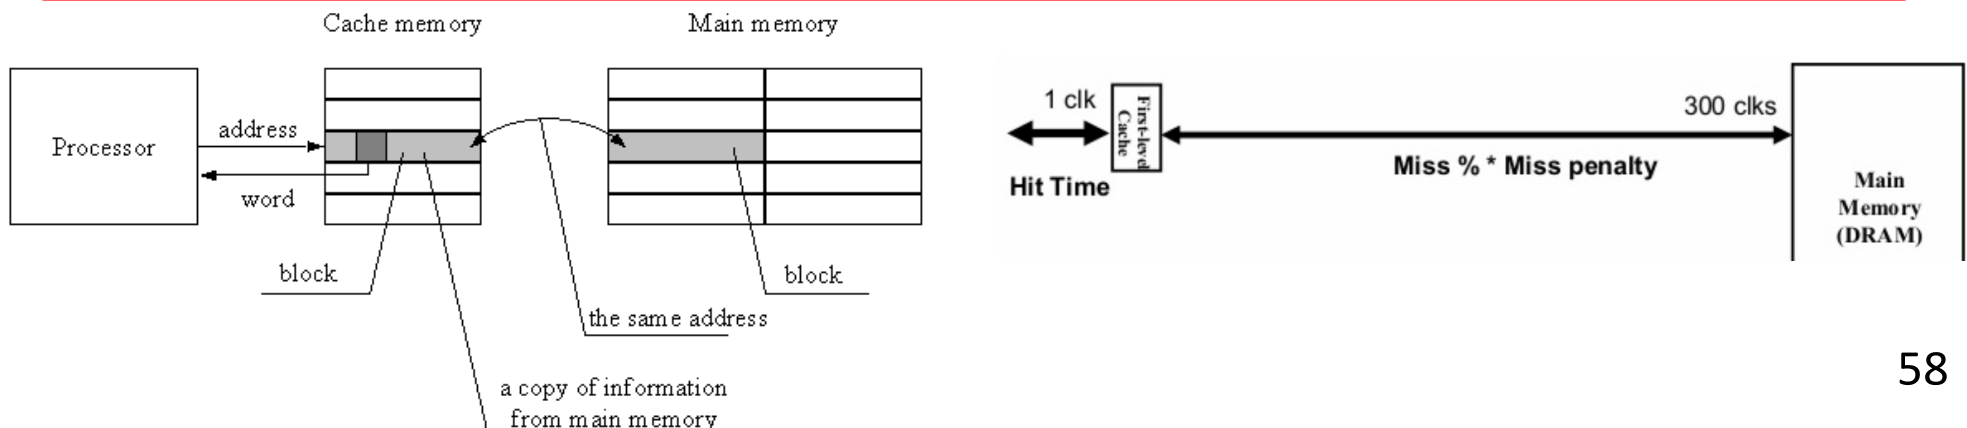 Cache memory
Main memory
Processor
address
word
block
block
the same address
a copy of information
from main memory
1 clk
First-level
Cache
300 clks
Hit Time
Miss % * Miss penalty
Main
Memory
(DRAM)
58